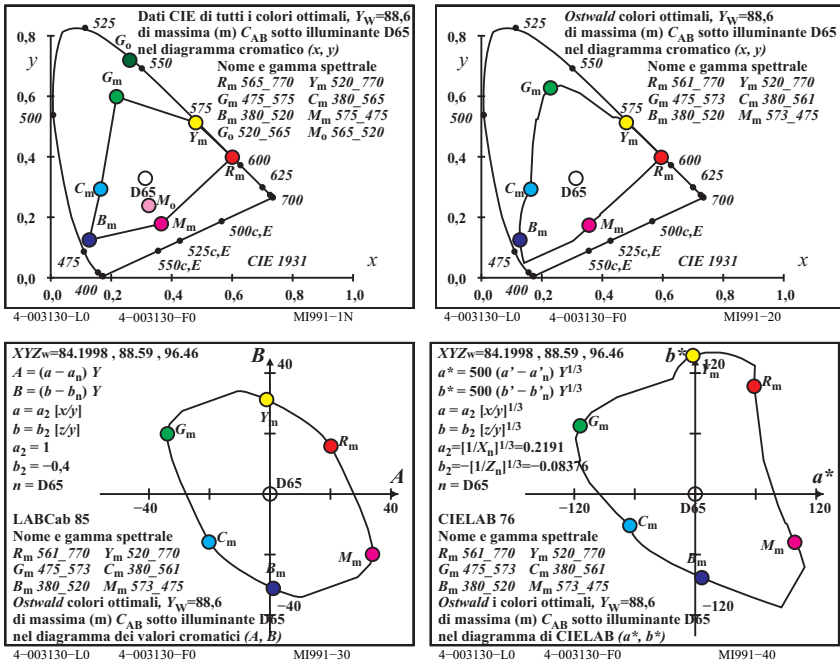 Dati CIE di tutti i colori ottimali, YW=88,6
di massima (m) CAB sotto illuminante D65
nel diagramma cromatico (x, y)
Nome e gamma spettrale
Rm 565_770 Ym 520_770
Gm 475_575 Cm 380_565
Bm 380_520 Mm 573_475
Go 520_565 Mo 565_520
0,8
0,6
0,4
0,2
0,0
y
525
Go
550
Gm
575
Ym
500
600
Rm
625
700
Cm
D65
Mo
Bm
Mm
500c,E
525c,E
550c,E
475
400
CIE 1931
x
0,0 0,2 0,4 0,6 0,8 1,0
4-003130-L0 4-003130-F0 MI991-1N
Ostwald colori ottimali, YW=88,6
di massima (m) CAB sotto illuminante D65
nel diagramma cromatico (x, y)
Nome e gamma spettrale
Rm 561_770 Ym 520_770
Gm 475_573 Cm 380_561
Bm 380_520 Mm 573_475
0,8
0,6
0,4
0,2
0,0
y
525
550
Gm
575
Ym
500
600
Rm
625
700
Cm
D65
Bm
Mm
500c,E
525c,E
550c,E
475
400
CIE 1931
x
0,0 0,2 0,4 0,6 0,8 1,0
4-003130-L0 4-003130-F0 MI991-20
XYZw=84.1998 , 88.59 , 96.46
A = (a − an) Y
B = (b − bn) Y
a = a2 [x/y]
b = b2 [z/y]
a2 = 1
b2 = −0,4
n = D65
LABCab 85
Nome e gamma spettrale
Rm 561_770 Ym 520_770
Gm 475_573 Cm 380_561
Bm 380_520 Mm 573_475
Ostwald colori ottimali, YW=88,6
di massima (m) CAB sotto illuminante D65
nel diagramma dei valori cromatici (A, B)
B
40
Ym
Gm
Rm
A
D65
−40
40
Cm
Mm
Bm
−40
4-003130-L0 4-003130-F0 MI991-30
XYZw=84.1998 , 88.59 , 96.46
a* = 500 (a' − a'n) Y1/3
b* = 500 (b' − b'n) Y1/3
a = a2 [x/y]1/3
b = b2 [z/y]1/3
a2=[1/Xn]1/3=0.2191
b2=−[1/Zn]1/3=−0.08376
n = D65
CIELAB 76
Nome e gamma spettrale
Rm 561_770 Ym 520_770
Gm 475_573 Cm 380_561
Bm 380_520 Mm 573_475
Ostwald i colori ottimali, YW=88,6
di massima (m) CAB sotto illuminante D65
nel diagramma di CIELAB (a*, b*)
b*
120
Ym
Rm
Gm
a*
D65
−120
120
Cm
Mm
Bm
−120
4-003130-L0 4-003130-F0 MI991-40